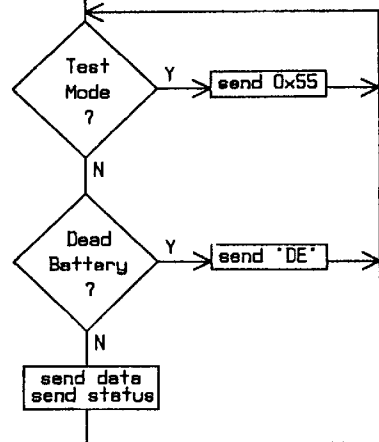 Test
Mode
?
Y
send 0x55
N
Dead
Battery
?
Y
send "DE"
N
send data
send status